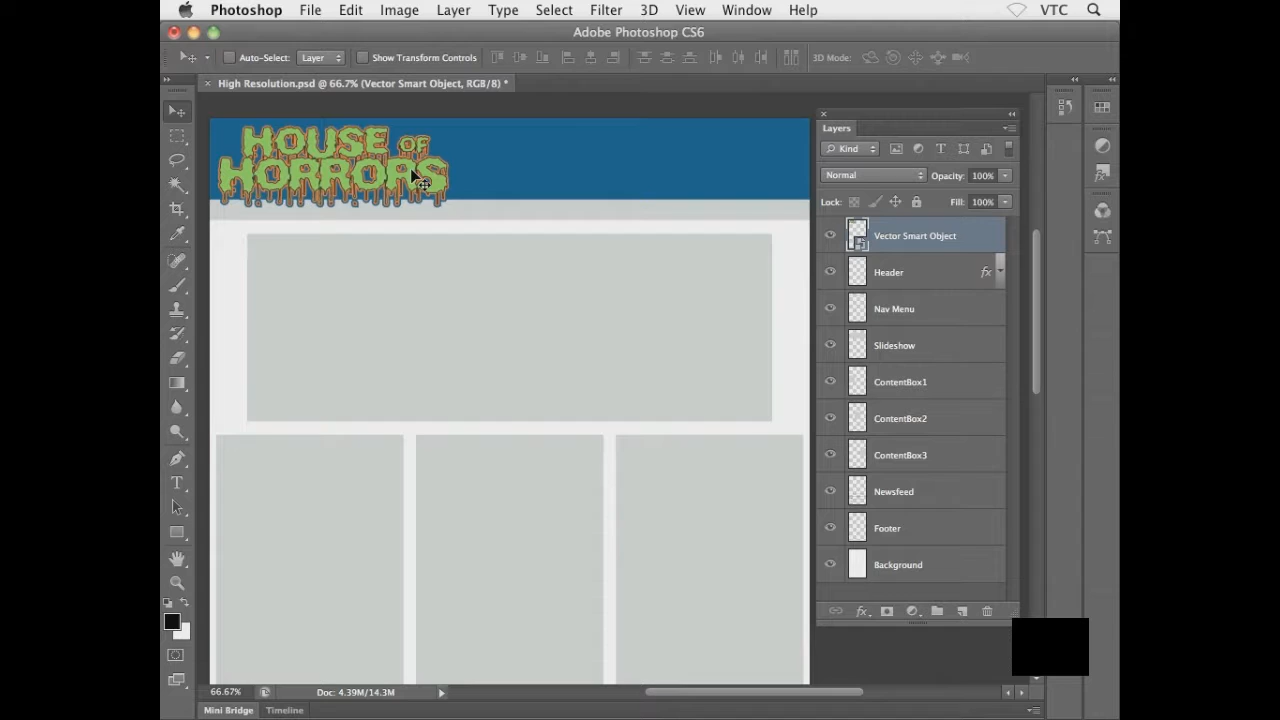 Photoshop File Edit Image Layer Type Select Filter 3D View Window Help VTC
Adobe Photoshop CS6
Auto-Select: Layer Show Transform Controls 3D Mode:
High Resolution.psd @ 66.7% (Vector Smart Object, RGB/8) *
HOUSE OF
HORRORS
Layers
Kind
Normal Opacity: 100%
Lock: Fill: 100%
Vector Smart Object
Header fx
Nav Menu
Slideshow
ContentBox1
ContentBox2
ContentBox3
Newsfeed
Footer
Background
fx
66.67% Doc: 4.39M/14.3M
Mini Bridge Timeline